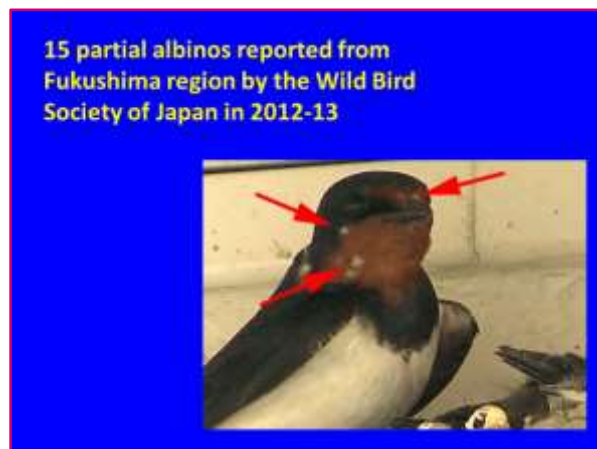 15 partial albinos reported from
Fukushima region by the Wild Bird
Society of Japan in 2012-13